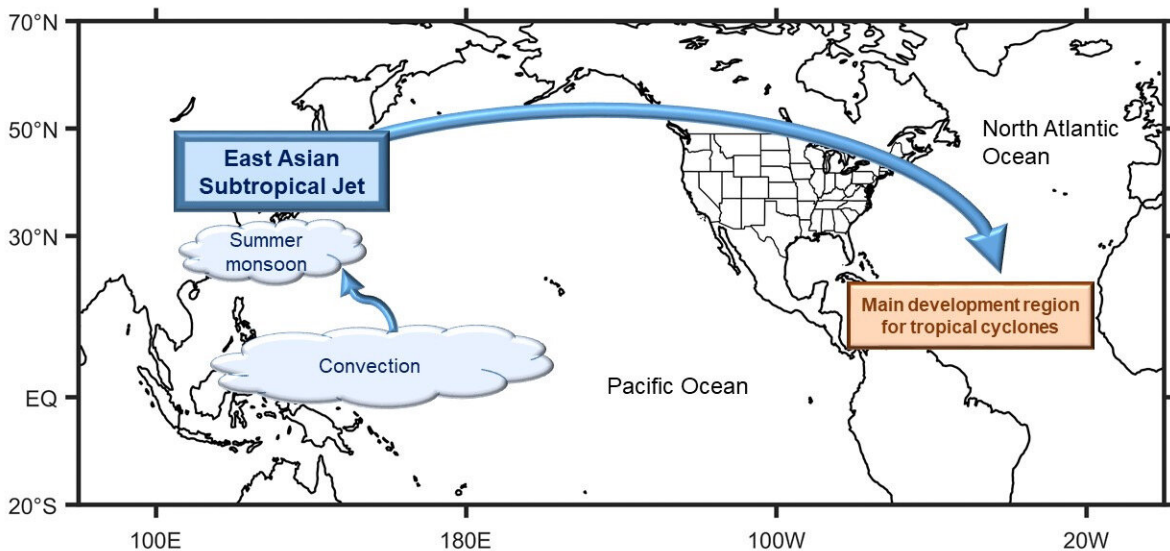 70°N
50°N
30°N
EQ
20°S
100E
180E
100W
20W
East Asian
Subtropical Jet
Summer
monsoon
Convection
Pacific Ocean
North Atlantic
Ocean
Main development region
for tropical cyclones